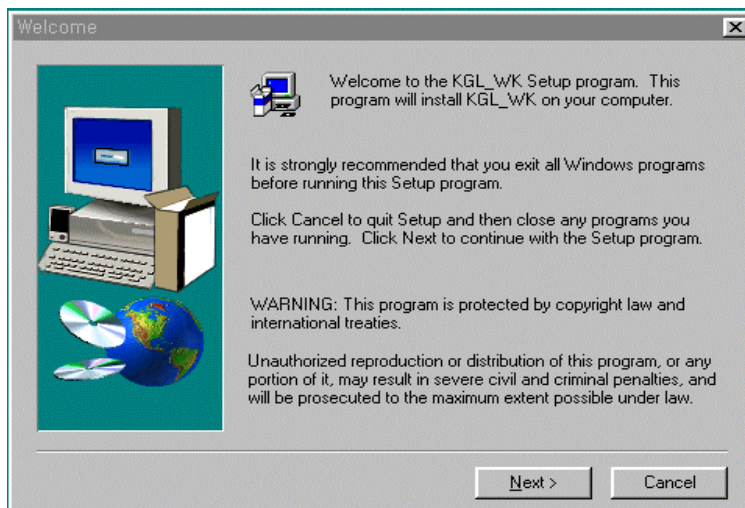 Welcome
Welcome to the KGL_WK Setup program. This
program will install KGL_WK on your computer.
It is strongly recommended that you exit all Windows programs
before running this Setup program.
Click Cancel to quit Setup and then close any programs you
have running. Click Next to continue with the Setup program.
WARNING: This program is protected by copyright law and
international treaties.
Unauthorized reproduction or distribution of this program, or any
portion of it, may result in severe civil and criminal penalties, and
will be prosecuted to the maximum extent possible under law.
Next >
Cancel